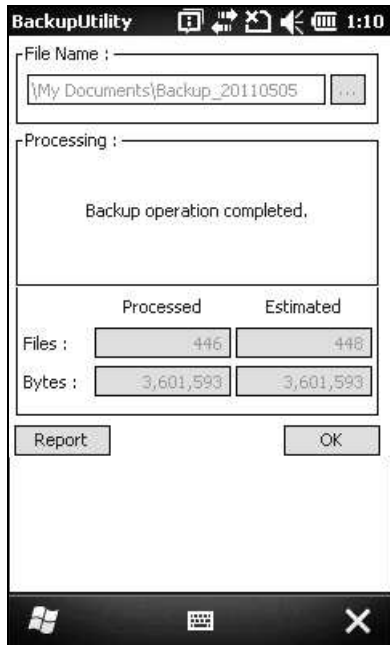 BackupUtility 1:10
File Name :
\My Documents\Backup_20110505 ...
Processing :
Backup operation completed.
Processed Estimated
Files : 446 448
Bytes : 3,601,593 3,601,593
Report OK